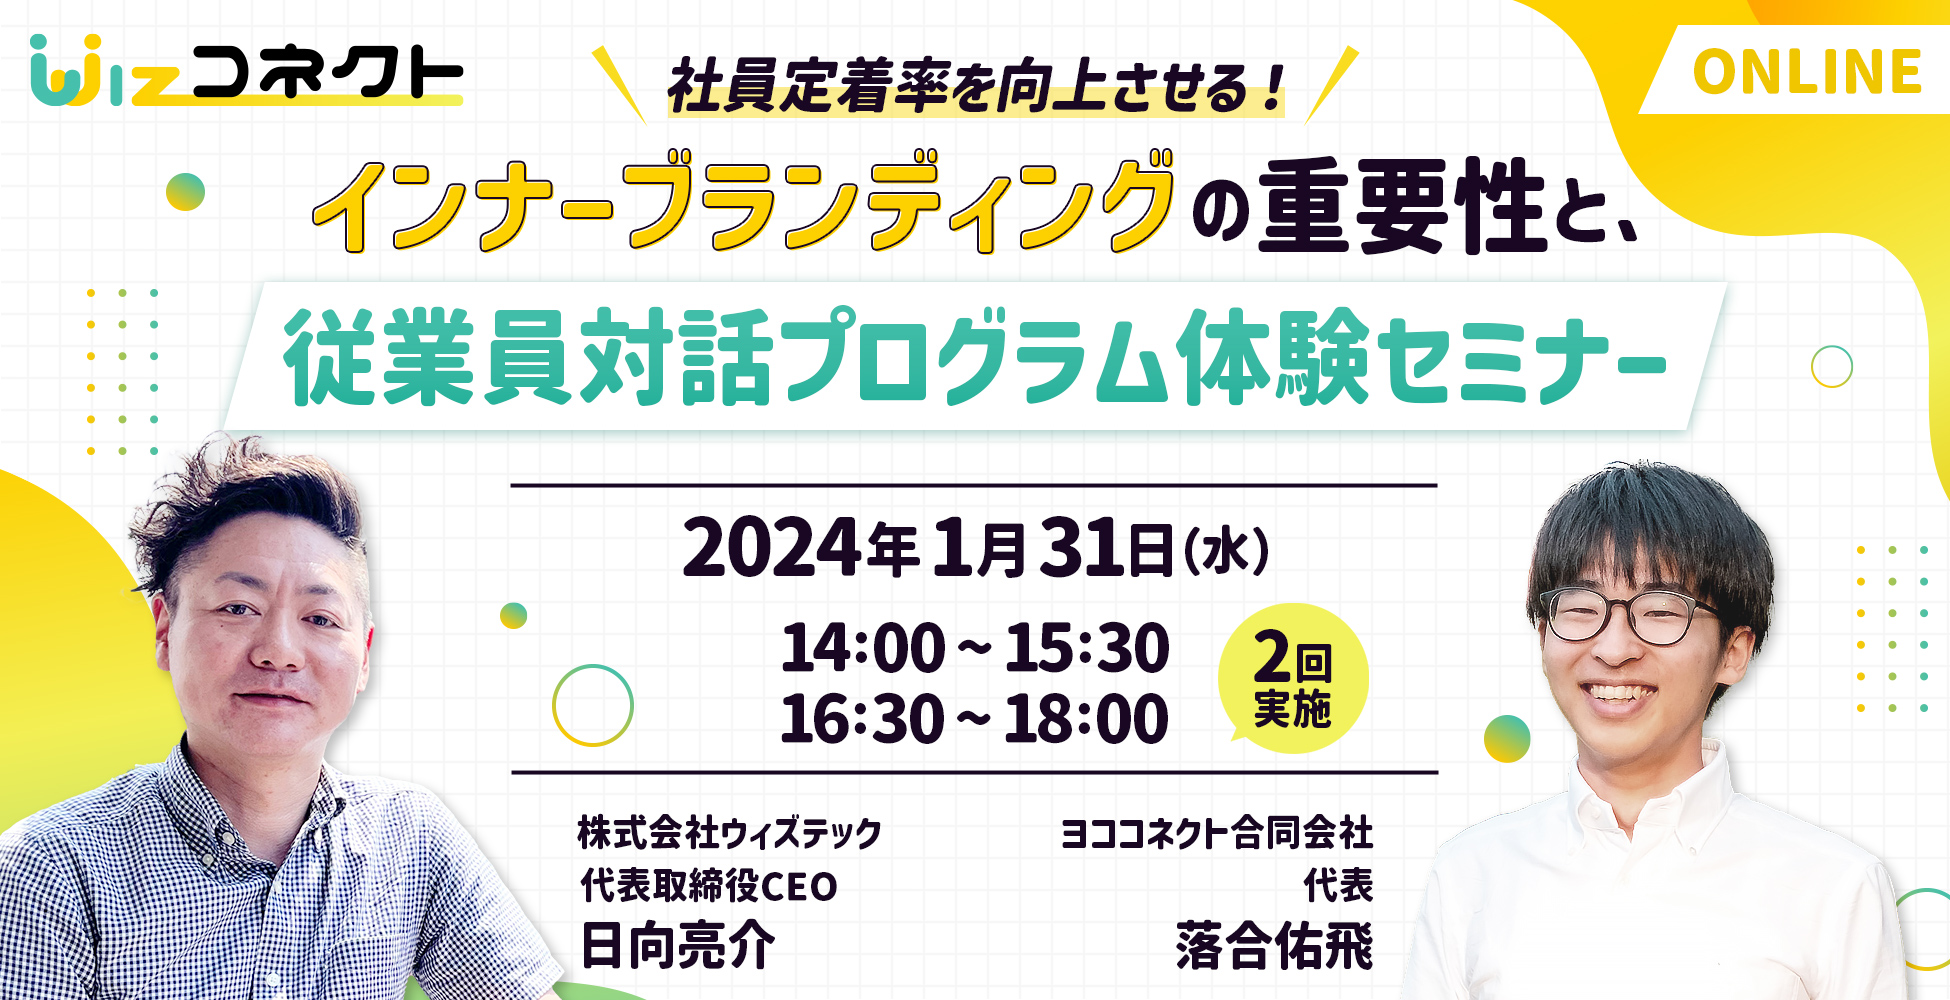 wizコネクト
ONLINE
社員定着率を向上させる！
インナーブランディングの重要性と、
従業員対話プログラム体験セミナー
2024年1月31日(水)
14:00～15:30
16:30～18:00
2回
実施
株式会社ウィズテック
代表取締役CEO
日向亮介
ヨココネクト合同会社
代表
落合佑飛